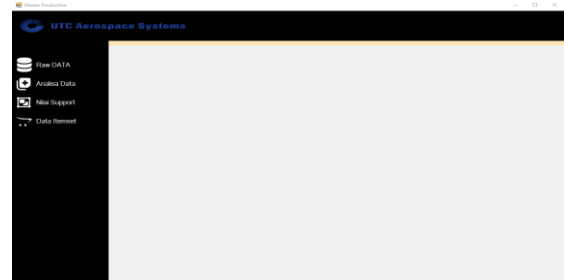 Master Production
UTC Aerospace Systems
Raw DATA
Analisa Data
Nilai Support
Data Itemset